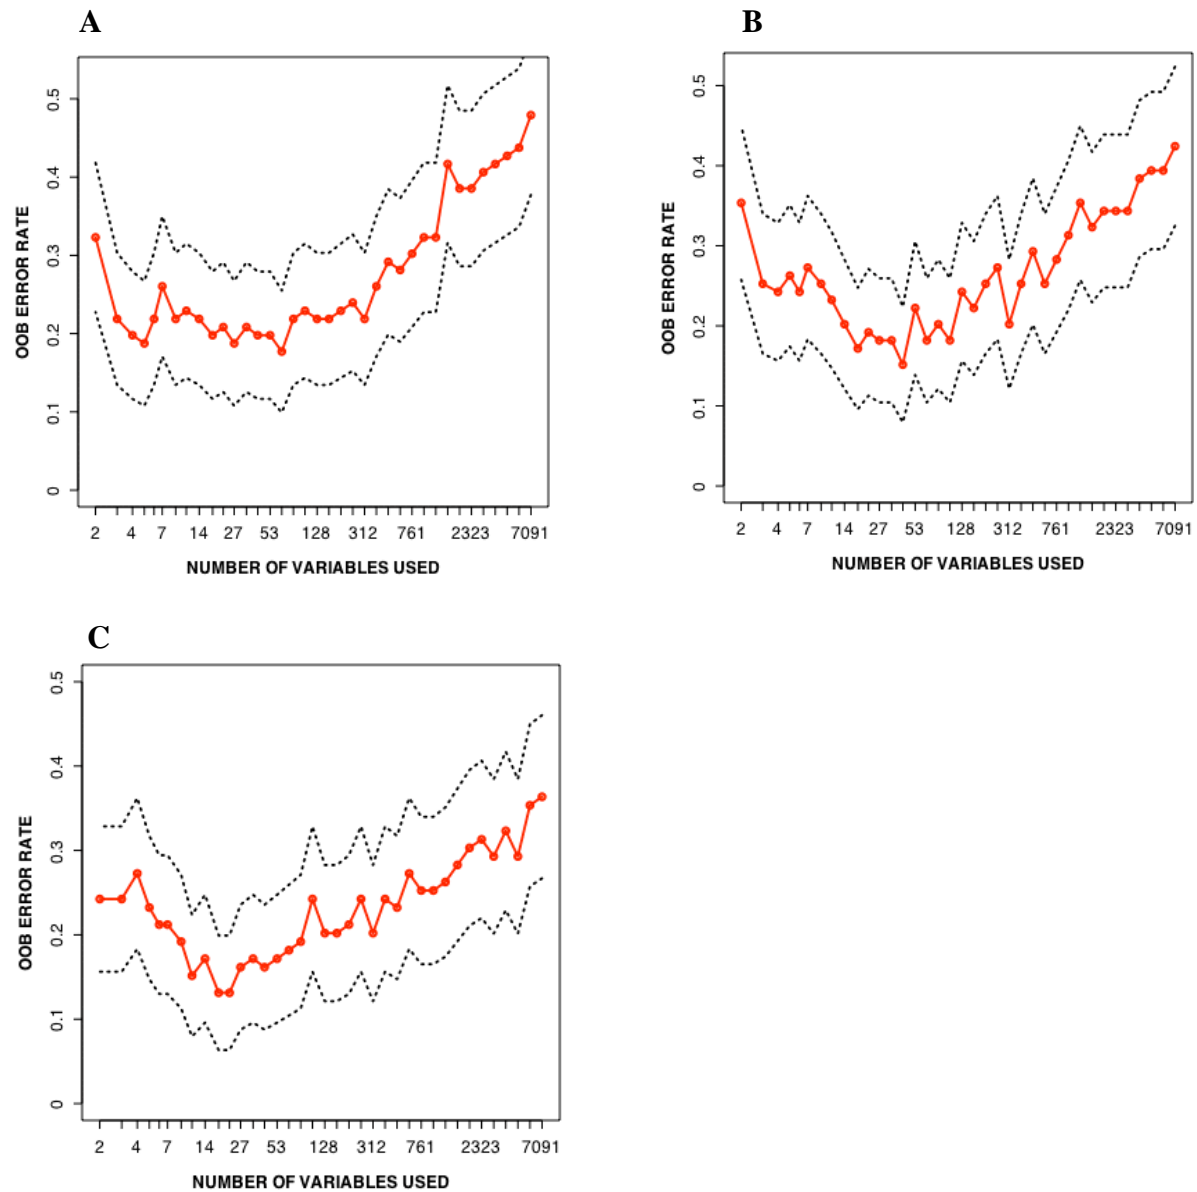 A
OOB ERROR RATE
0.5
0.4
0.3
0.2
0.1
0
2 4 7 14 27 53 128 312 761 2323 7091
NUMBER OF VARIABLES USED
B
OOB ERROR RATE
0.5
0.4
0.3
0.2
0.1
0
2 4 7 14 27 53 128 312 761 2323 7091
NUMBER OF VARIABLES USED
C
OOB ERROR RATE
0.5
0.4
0.3
0.2
0.1
0
2 4 7 14 27 53 128 312 761 2323 7091
NUMBER OF VARIABLES USED